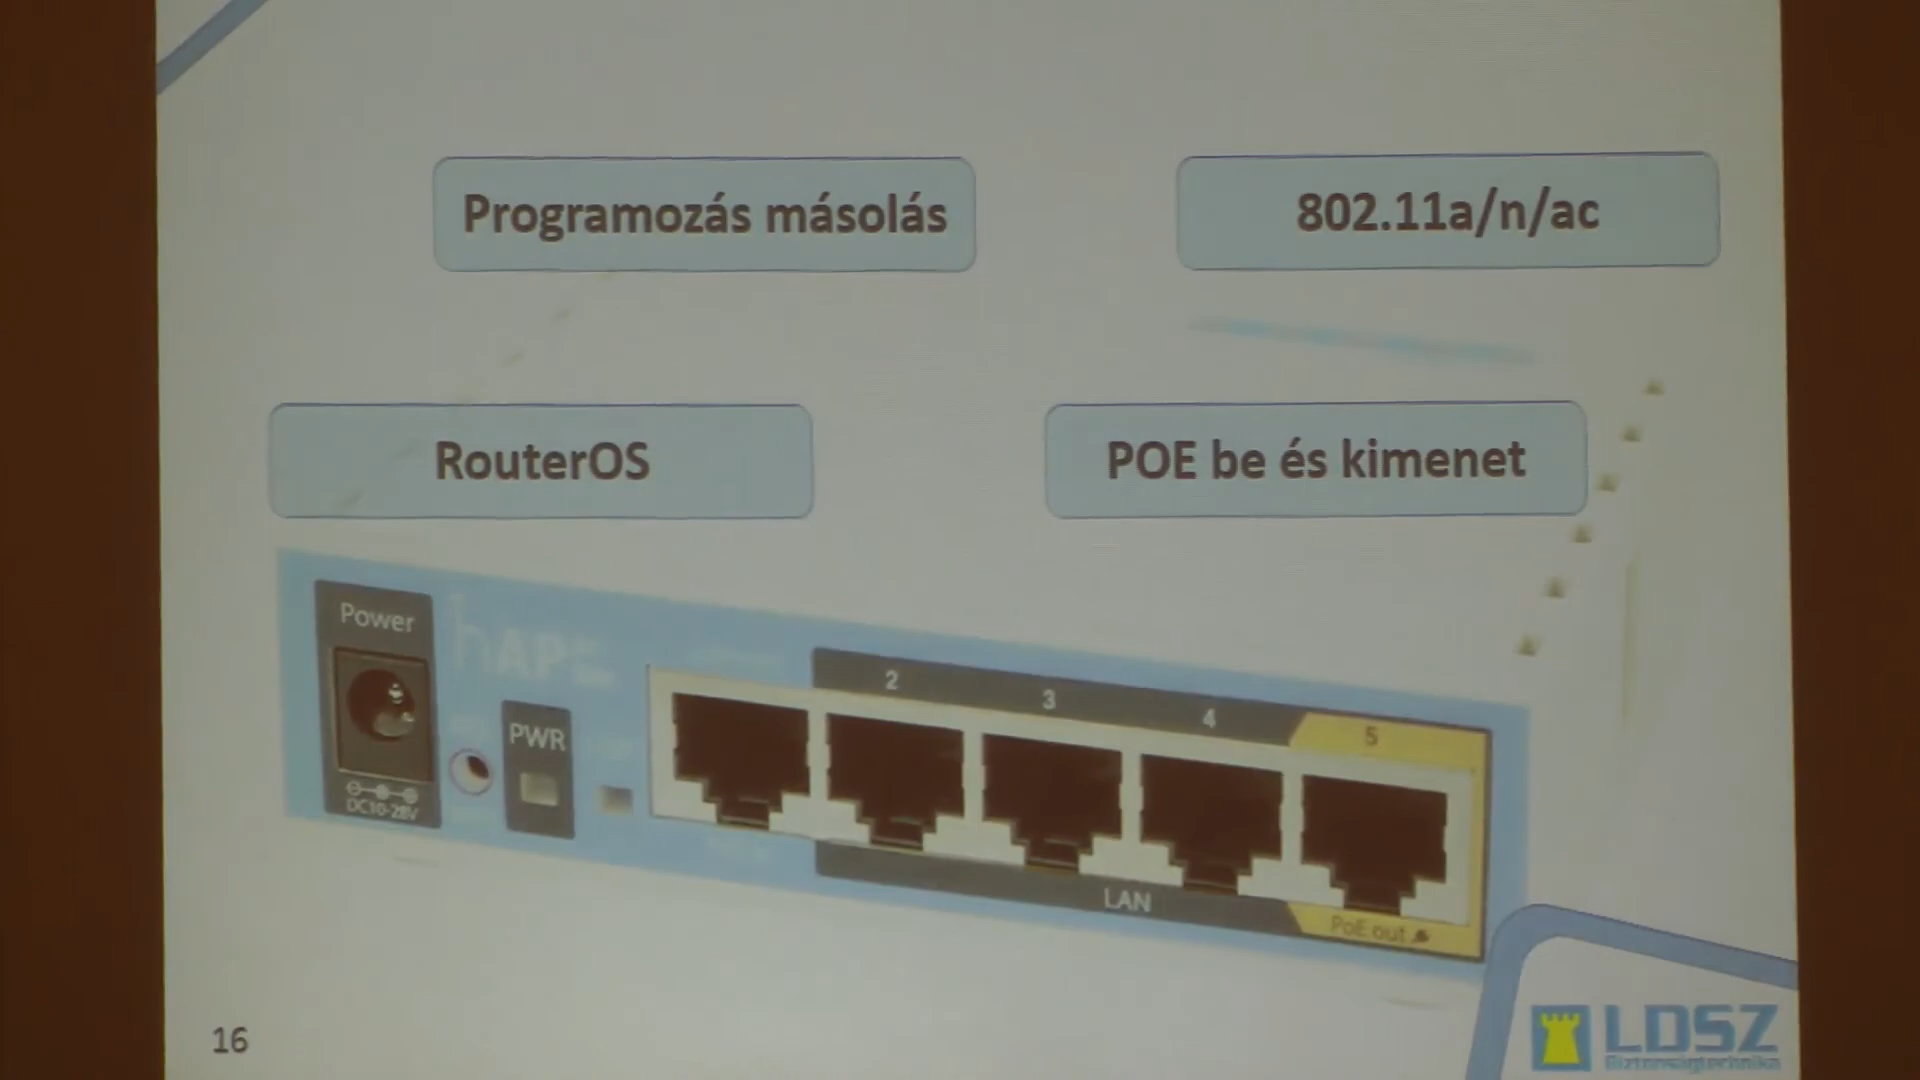 Programozás másolás
802.11a/n/ac
RouterOS
POE be és kimenet
Power
hAP
PWR
2
3
4
5
DC10-28V
LAN
PoE out
16
LDSZ
Biztonságtechnika